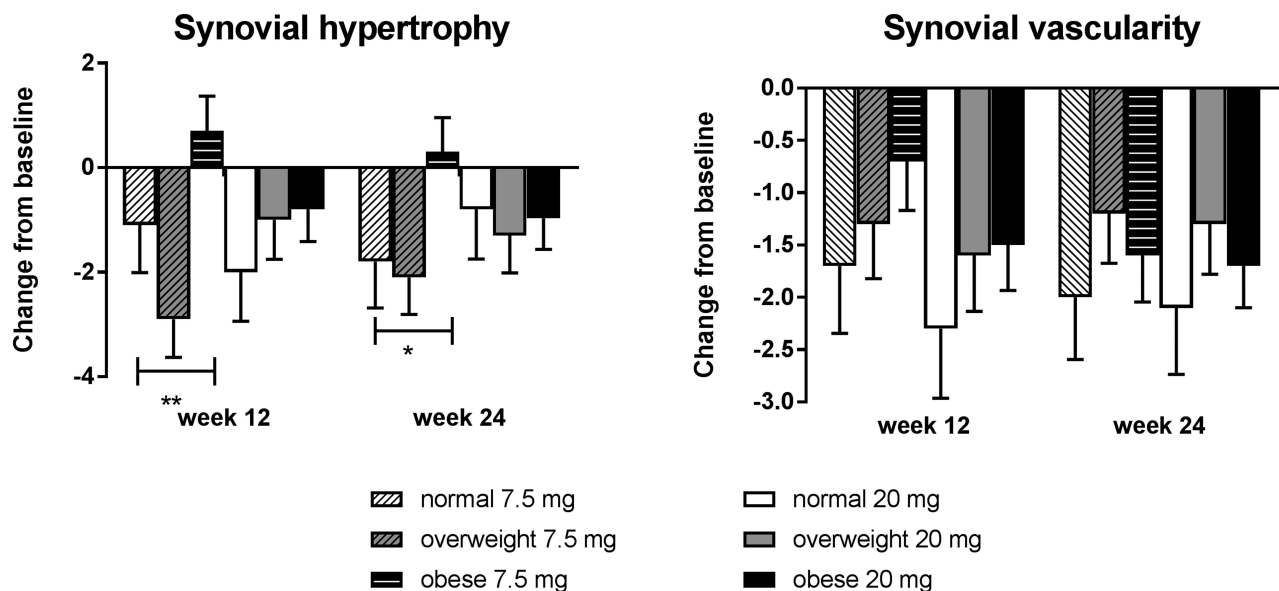 Synovial hypertrophy
Change from baseline
2
0
-2
-4
**
*
week 12
week 24
Synovial vascularity
Change from baseline
0.0
-0.5
-1.0
-1.5
-2.0
-2.5
-3.0
week 12
week 24
normal 7.5 mg
overweight 7.5 mg
obese 7.5 mg
normal 20 mg
overweight 20 mg
obese 20 mg